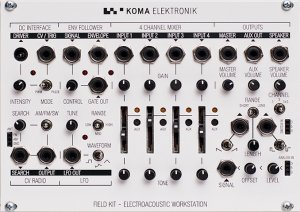 KOMA ELEKTRONIK
DC INTERFACE ENV FOLLOWER 4 CHANNEL MIXER OUTPUTS
DRIVER CV / TRIG SIGNAL ENVELOPE INPUT 1 INPUT 2 INPUT 3 INPUT 4 MASTER AUX OUT SPEAKER
GAIN
INTENSITY MODE CONTROL GATE OUT
MASTER VOLUME AUX VOLUME SPEAKER VOLUME
SEARCH AM/FM/SW TUNE RANGE
RANGE
SHORT
WAVEFORM
LENGTH
SEARCH OUTPUT LFO OUT
CV RADIO LFO
TONE
SIGNAL OFFSET LEVEL
FIELD KIT - ELECTROACOUSTIC WORKSTATION